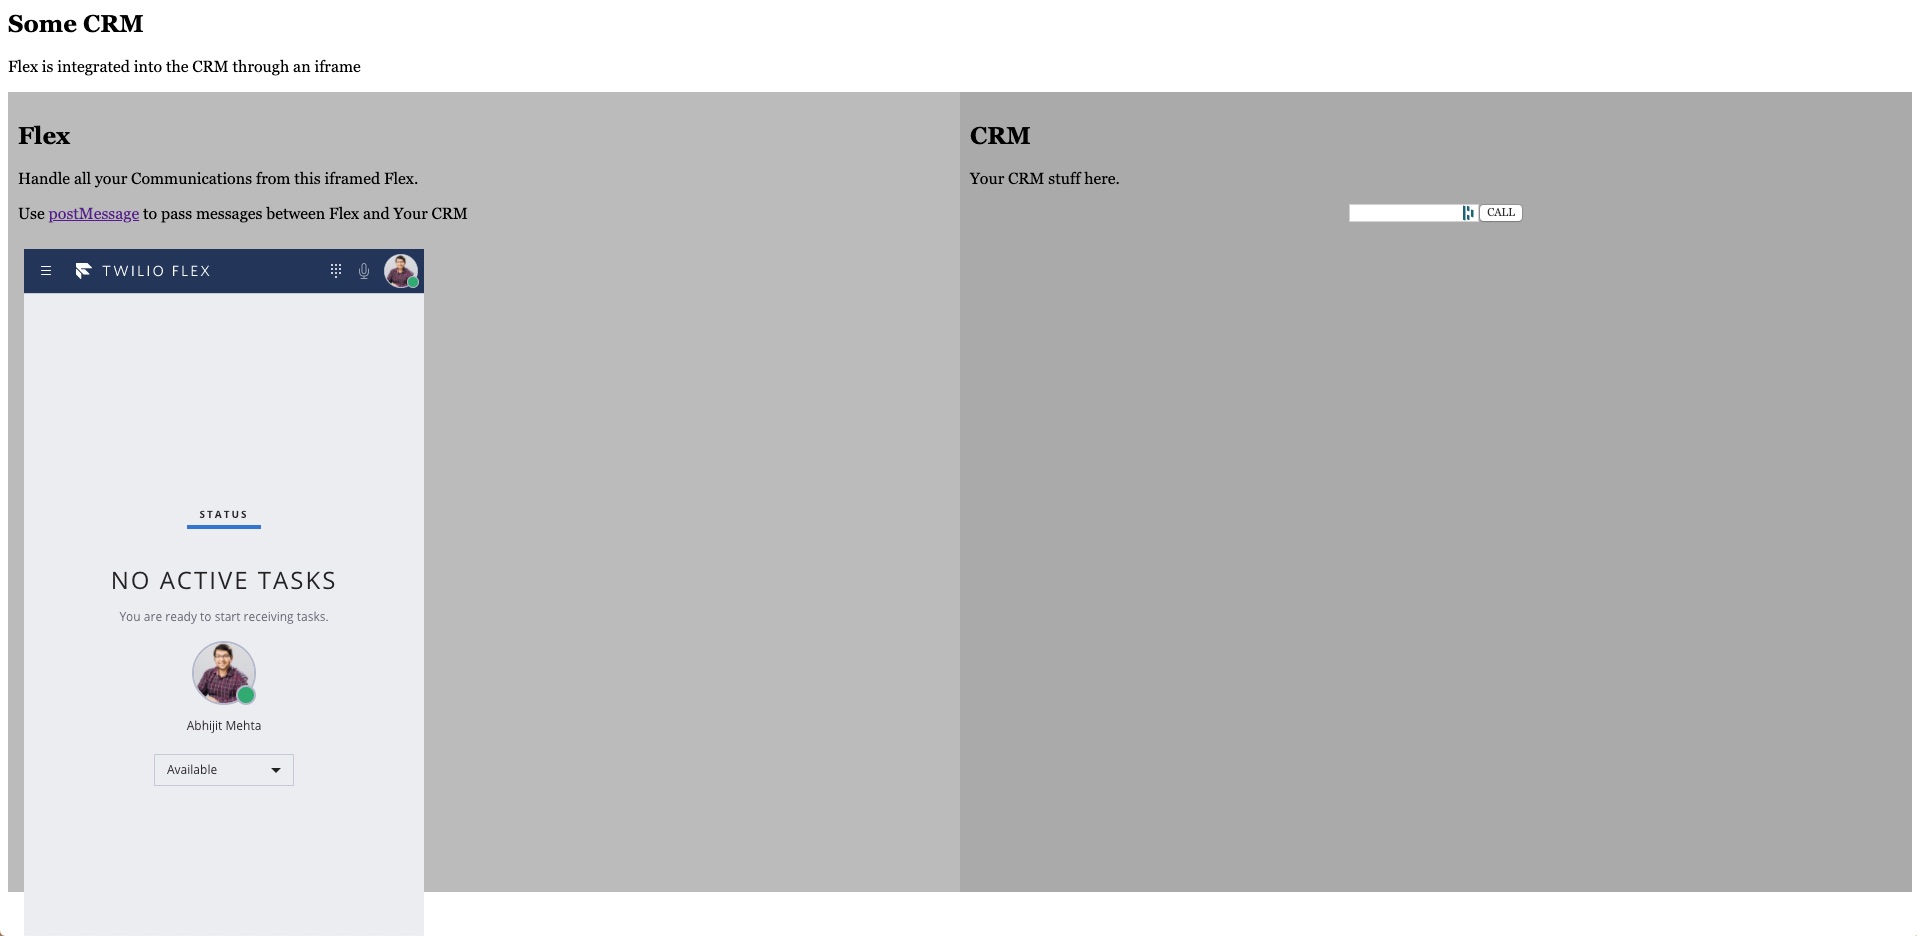 Some CRM
Flex is integrated into the CRM through an iframe
Flex
Handle all your Communications from this iframed Flex.
Use postMessage to pass messages between Flex and Your CRM
TWILIO FLEX
STATUS
NO ACTIVE TASKS
You are ready to start receiving tasks.
Abhijit Mehta
Available
CRM
Your CRM stuff here.
CALL